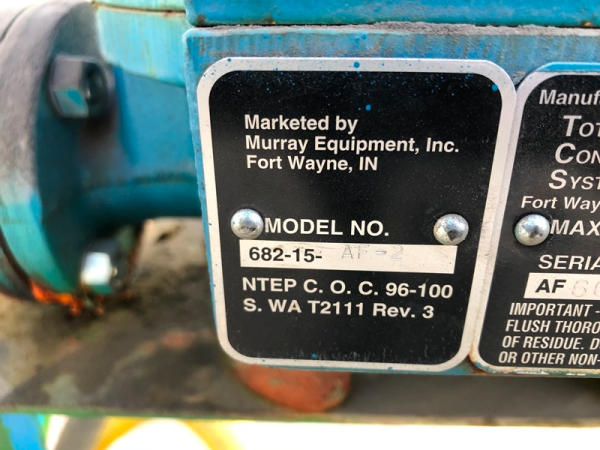 Marketed by
Murray Equipment, Inc.
Fort Wayne, IN
MODEL NO.
682-15- AF-2
NTEP C. O. C. 96-100
S. WA T2111 Rev. 3
Manufa
TOT
CON
SYST
Fort Way
MAX
SERIA
AF
IMPORTANT -
FLUSH THORO
OF RESIDUE. D
OR OTHER NON-